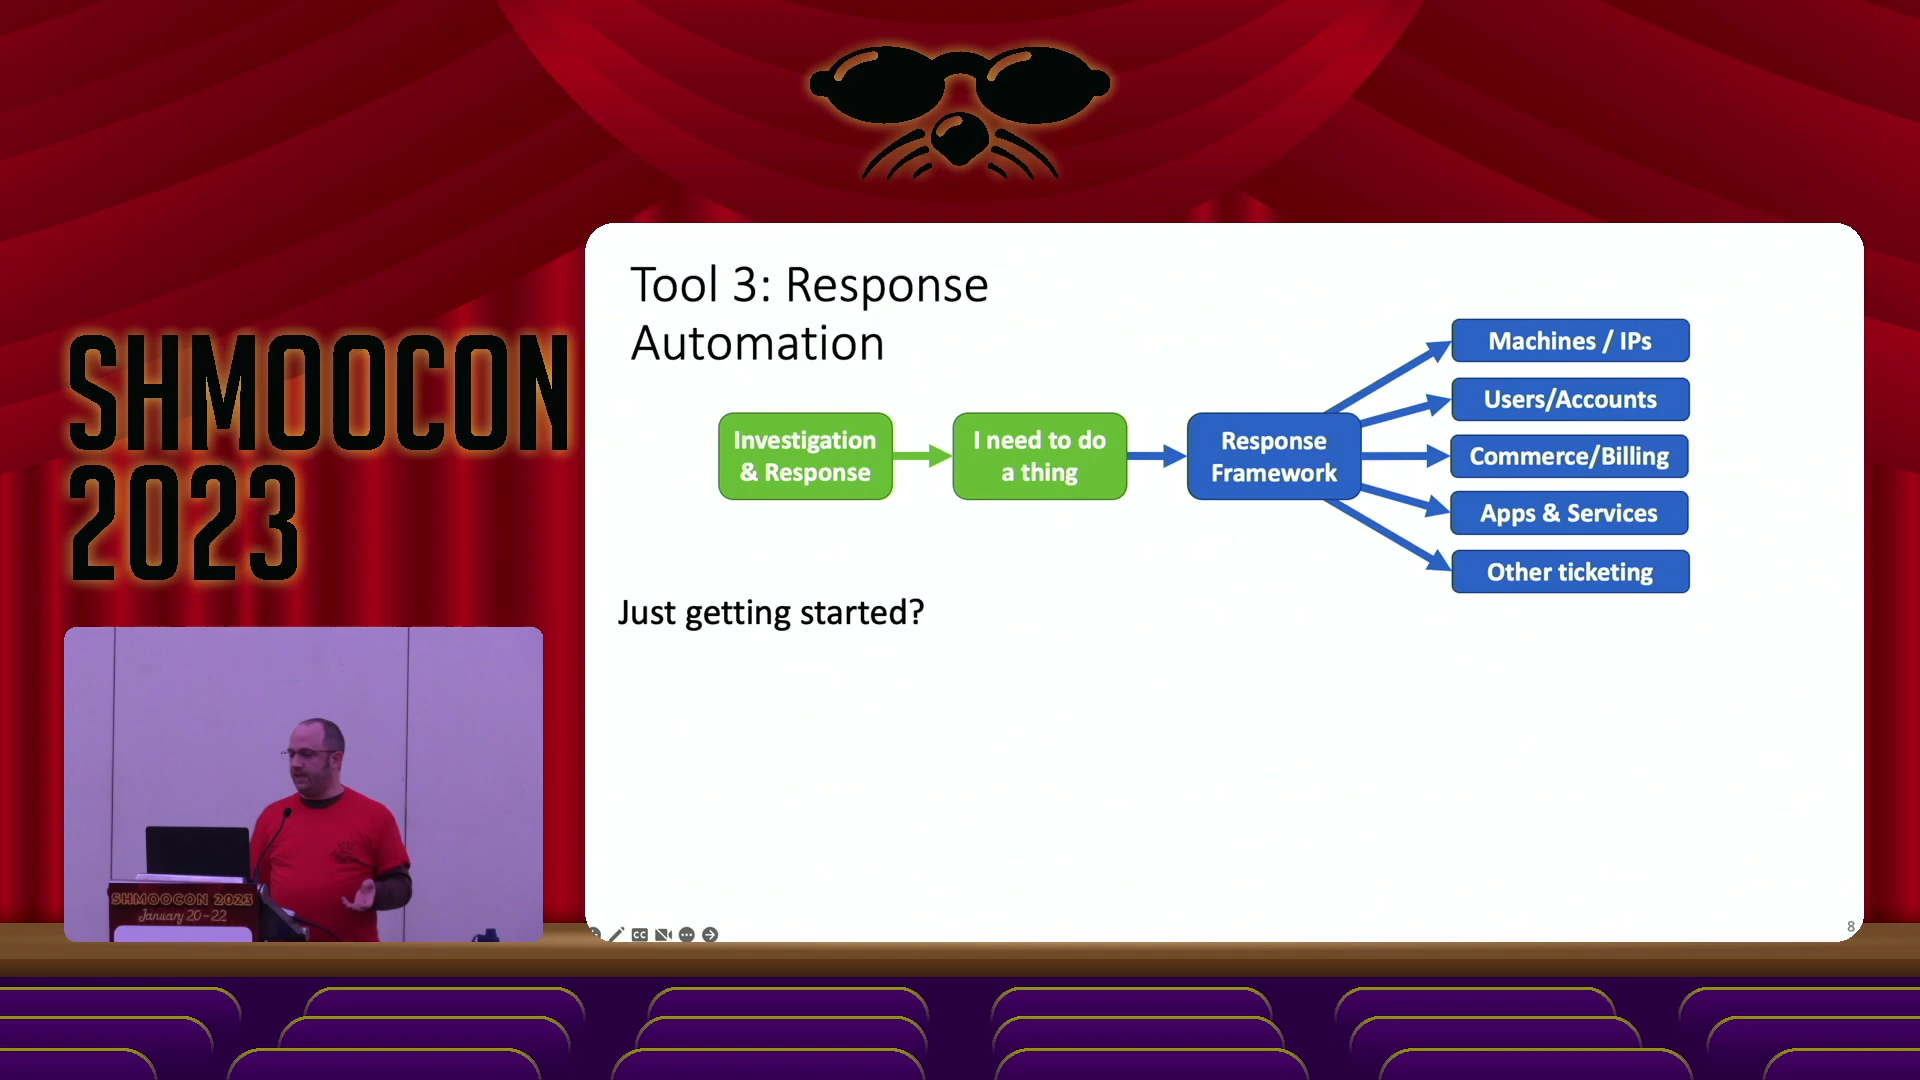 SHMOOCON
2023
Tool 3: Response
Automation
Investigation
& Response
I need to do
a thing
Response
Framework
Machines / IPs
Users/Accounts
Commerce/Billing
Apps & Services
Other ticketing
Just getting started?
CC
8
SHMOOCON 2023
January 20-22